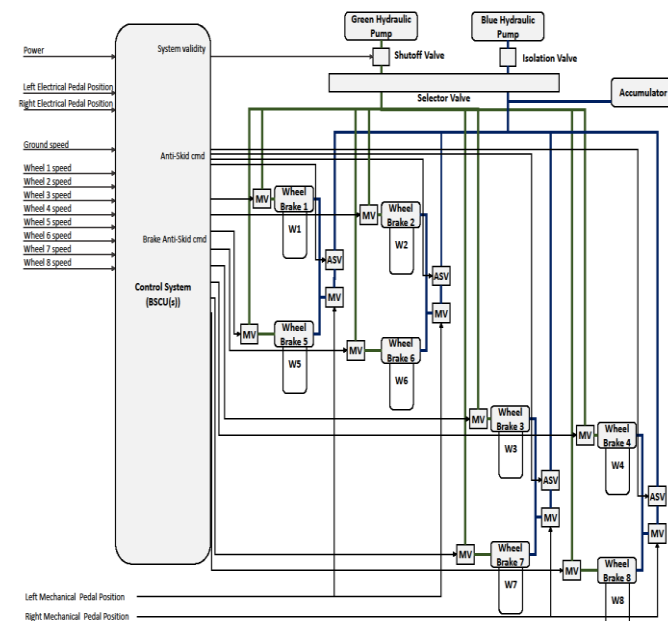 Green Hydraulic
Pump
Blue Hydraulic
Pump
Power
System validity
Shutoff Valve
Isolation Valve
Left Electrical Pedal Position
Right Electrical Pedal Position
Selector Valve
Accumulator
Ground speed
Anti-Skid cmd
Wheel 1 speed
Wheel 2 speed
Wheel 3 speed
Wheel 4 speed
Wheel 5 speed
Wheel 6 speed
Wheel 7 speed
Wheel 8 speed
Brake Anti-Skid cmd
Control System
(BSCU(s))
MV
Wheel
Brake 1
W1
MV
Wheel
Brake 2
W2
ASV
ASV
MV
MV
MV
Wheel
Brake 5
W5
MV
Wheel
Brake 6
W6
MV
Wheel
Brake 3
W3
MV
Wheel
Brake 4
W4
ASV
ASV
MV
MV
MV
Wheel
Brake 7
W7
MV
Wheel
Brake 8
W8
Left Mechanical Pedal Position
Right Mechanical Pedal Position